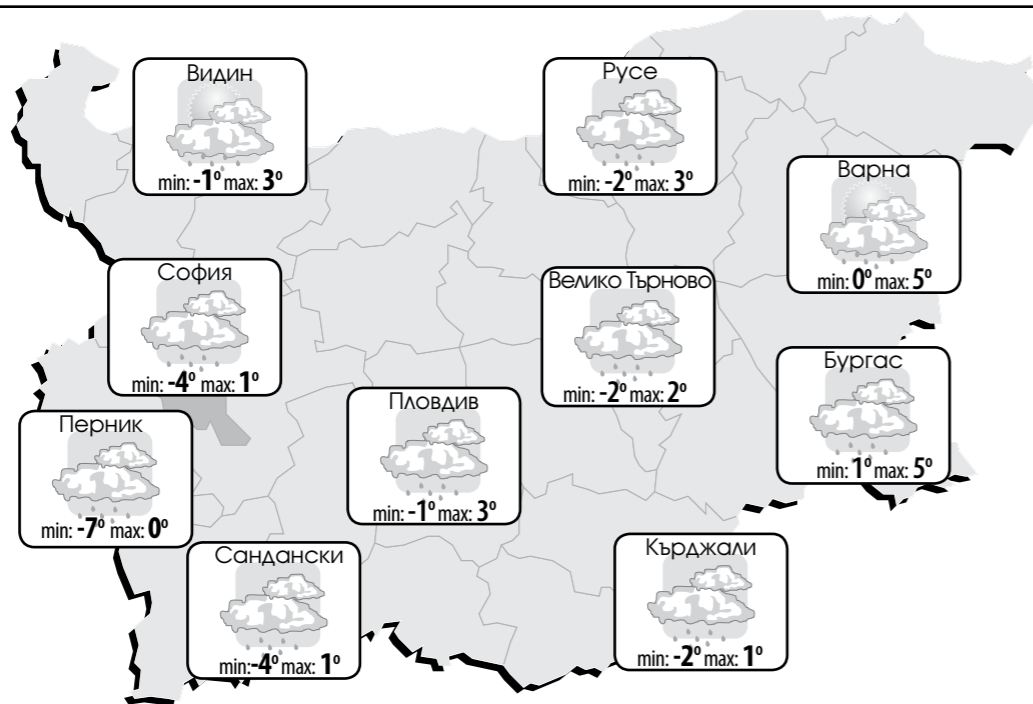 Видин
min: -1° max: 3°
Русе
min: -2° max: 3°
Варна
min: 0° max: 5°
София
min: -4° max: 1°
Велико Търново
min: -2° max: 2°
Бургас
min: 1° max: 5°
Пловдив
min: -1° max: 3°
Перник
min: -7° max: 0°
Сандански
min:-4° max: 1°
Кърджали
min: -2° max: 1°